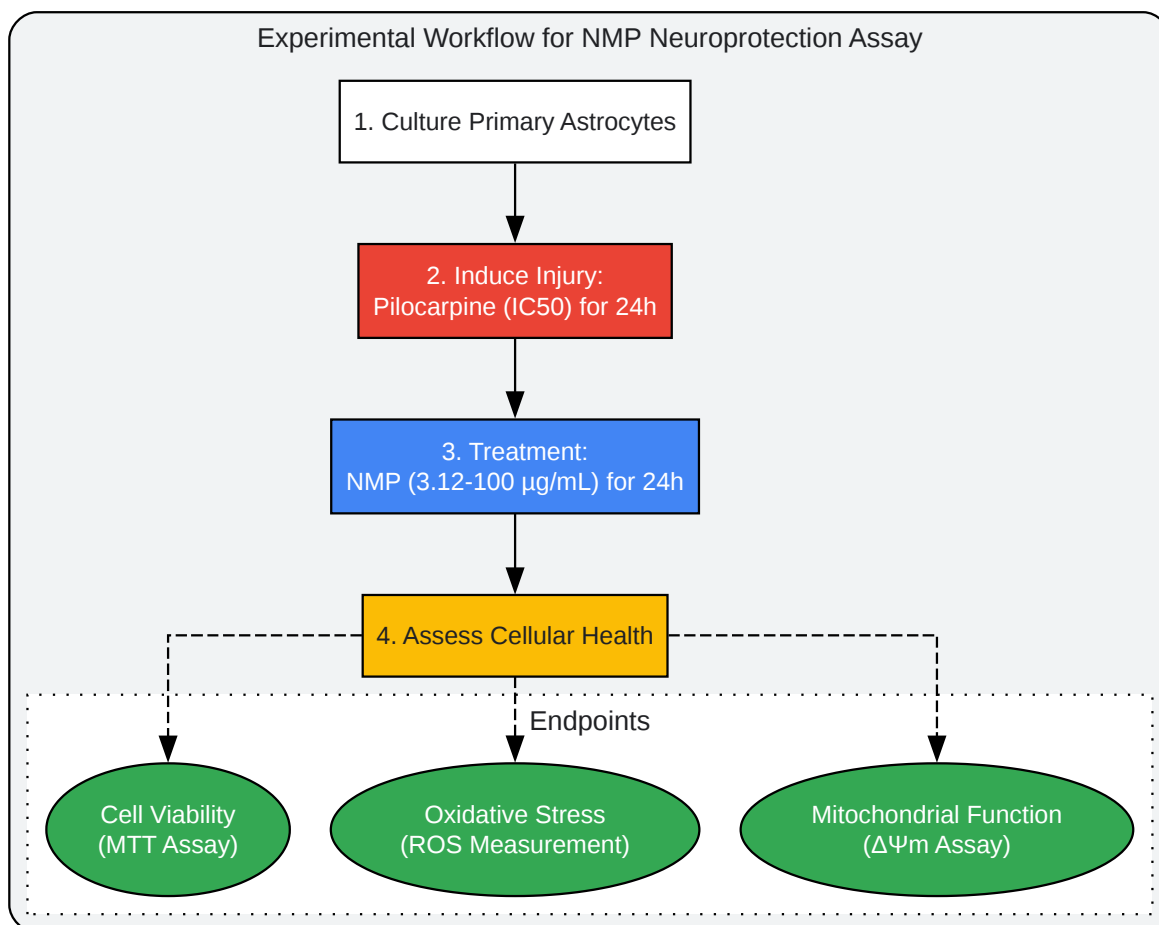 Experimental Workflow for NMP Neuroprotection Assay
1. Culture Primary Astrocytes
2. Induce Injury:
Pilocarpine (IC50) for 24h
3. Treatment:
NMP (3.12-100 µg/mL) for 24h
4. Assess Cellular Health
Endpoints
Cell Viability
(MTT Assay)
Oxidative Stress
(ROS Measurement)
Mitochondrial Function
(ΔΨm Assay)